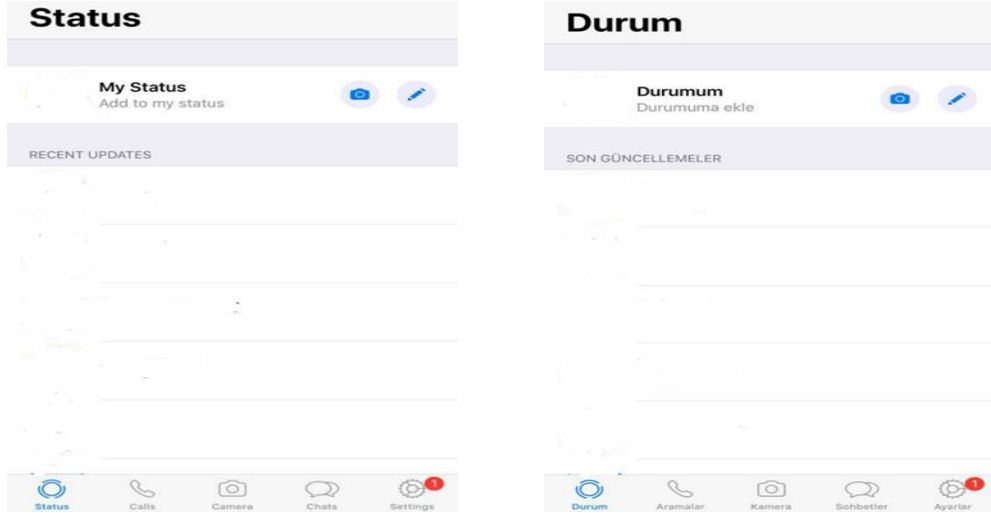 Status
My Status
Add to my status
RECENT UPDATES
Status Calls Camera Chats Settings
1
Durum
Durumum
Durumuma ekle
SON GÜNCELLEMELER
Durum Aramalar Kamera Sohbetler Ayarlar
1